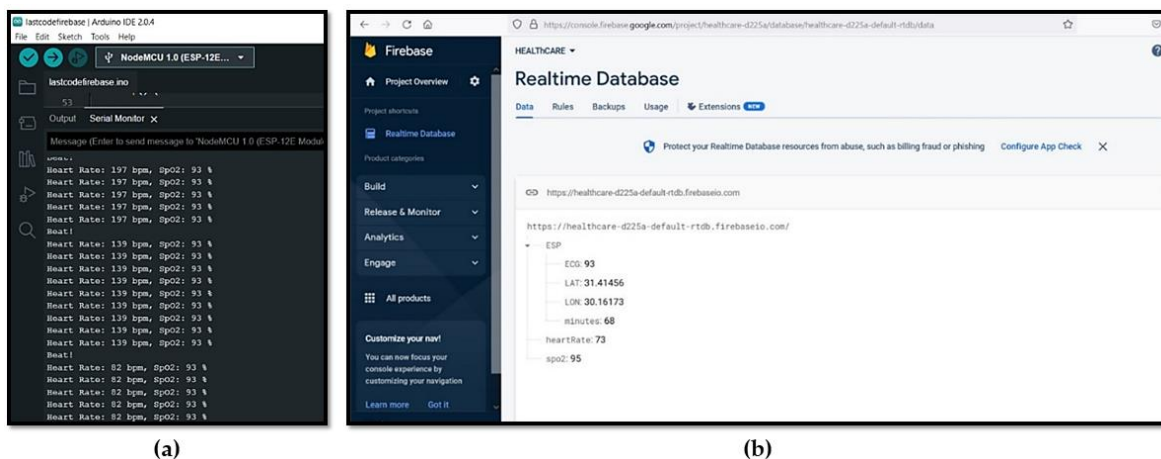 lastcodefirebase | Arduino IDE 2.0.4
File Edit Sketch Tools Help
NodeMCU 1.0 (ESP-12E...
lastcodefirebase.ino
53
Output Serial Monitor X
Message (Enter to send message to 'NodeMCU 1.0 (ESP-12E Modul
Beat!
Heart Rate: 197 bpm, SpO2: 93 %
Heart Rate: 197 bpm, SpO2: 93 %
Heart Rate: 197 bpm, SpO2: 93 %
Heart Rate: 197 bpm, SpO2: 93 %
Heart Rate: 197 bpm, SpO2: 93 %
Beat!
Heart Rate: 139 bpm, SpO2: 93 %
Heart Rate: 139 bpm, SpO2: 93 %
Heart Rate: 139 bpm, SpO2: 93 %
Heart Rate: 139 bpm, SpO2: 93 %
Heart Rate: 139 bpm, SpO2: 93 %
Heart Rate: 139 bpm, SpO2: 93 %
Heart Rate: 139 bpm, SpO2: 93 %
Heart Rate: 139 bpm, SpO2: 93 %
Heart Rate: 139 bpm, SpO2: 93 %
Beat!
Heart Rate: 82 bpm, SpO2: 93 %
Heart Rate: 82 bpm, SpO2: 93 %
Heart Rate: 82 bpm, SpO2: 93 %
Heart Rate: 82 bpm, SpO2: 93 %
Heart Rate: 82 bpm, SpO2: 93 %
(a)
https://console.firebase.google.com/project/healthcare-d225a/database/healthcare-d225a-default-rtdb/data
Firebase
Project Overview
Project shortcuts
Realtime Database
Product categories
Build
Release & Monitor
Analytics
Engage
All products
Customize your nav!
You can now focus your
console experience by
customizing your navigation
Learn more Got it
HEALTHCARE
Realtime Database
Data Rules Backups Usage Extensions NEW
Protect your Realtime Database resources from abuse, such as billing fraud or phishing Configure App Check
https://healthcare-d225a-default-rtdb.firebaseio.com
https://healthcare-d225a-default-rtdb.firebaseio.com/
ESP
ECG: 93
LAT: 31.41456
LON: 30.16173
minutes: 68
heartRate: 73
spo2: 95
(b)